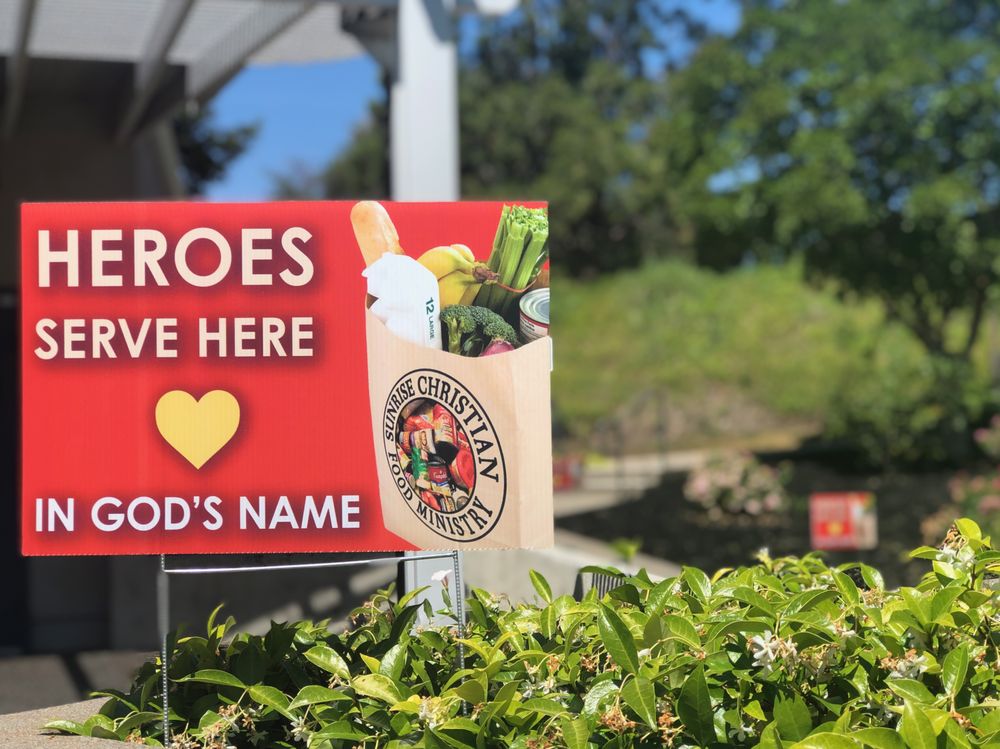 HEROES
SERVE HERE
IN GOD'S NAME
12 LARGE
SUNRISE CHRISTIAN
FOOD MINISTRY